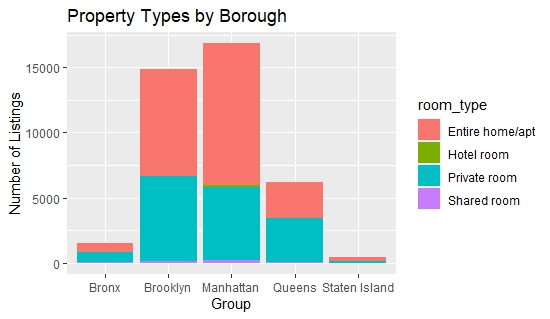 Property Types by Borough
Nurmber of Listings
15000
10000
5000
0
Bronx
Brooklyn
Manhattan
Queens
Staten Island
Group
room_type
Entire home/apt
Hotel room
Private room
Shared room